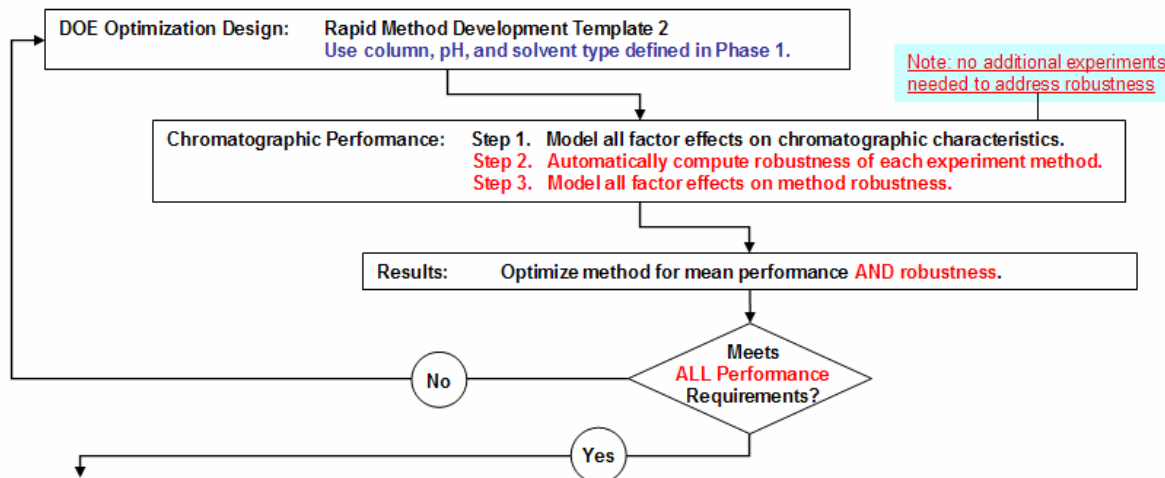 DOE Optimization Design: Rapid Method Development Template 2
Use column, pH, and solvent type defined in Phase 1.
Note: no additional experiments
needed to address robustness
Chromatographic Performance: Step 1. Model all factor effects on chromatographic characteristics.
Step 2. Automatically compute robustness of each experiment method.
Step 3. Model all factor effects on method robustness.
Results: Optimize method for mean performance AND robustness.
Meets
ALL Performance
Requirements?
No
Yes